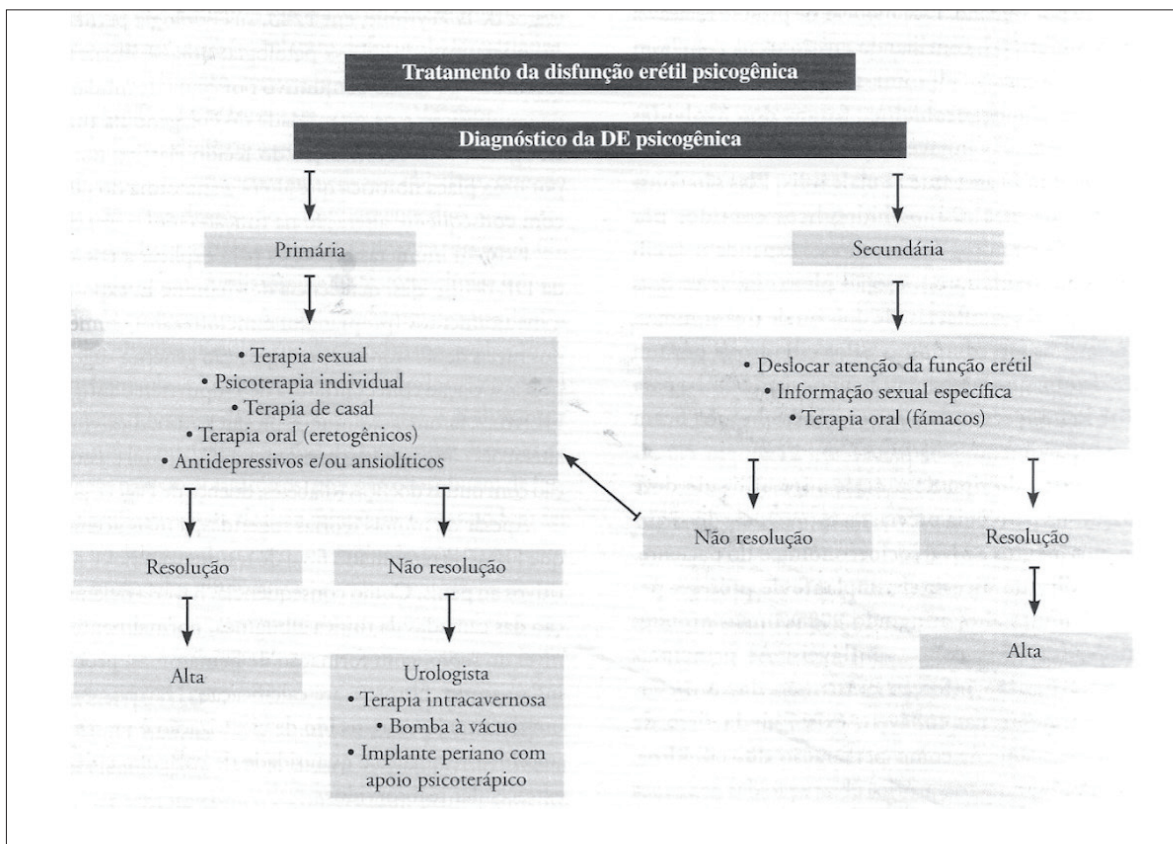 Tratamento da disfunção erétil psicogênica
Diagnóstico da DE psicogênica
Primária
Secundária
• Terapia sexual
• Psicoterapia individual
• Terapia de casal
• Terapia oral (eretogênicos)
• Antidepressivos e/ou ansiolíticos
• Deslocar atenção da função erétil
• Informação sexual específica
• Terapia oral (fámacos)
Resolução
Não resolução
Não resolução
Resolução
Alta
Urologista
• Terapia intracavernosa
• Bomba à vácuo
• Implante periano com
apoio psicoterápico
Alta